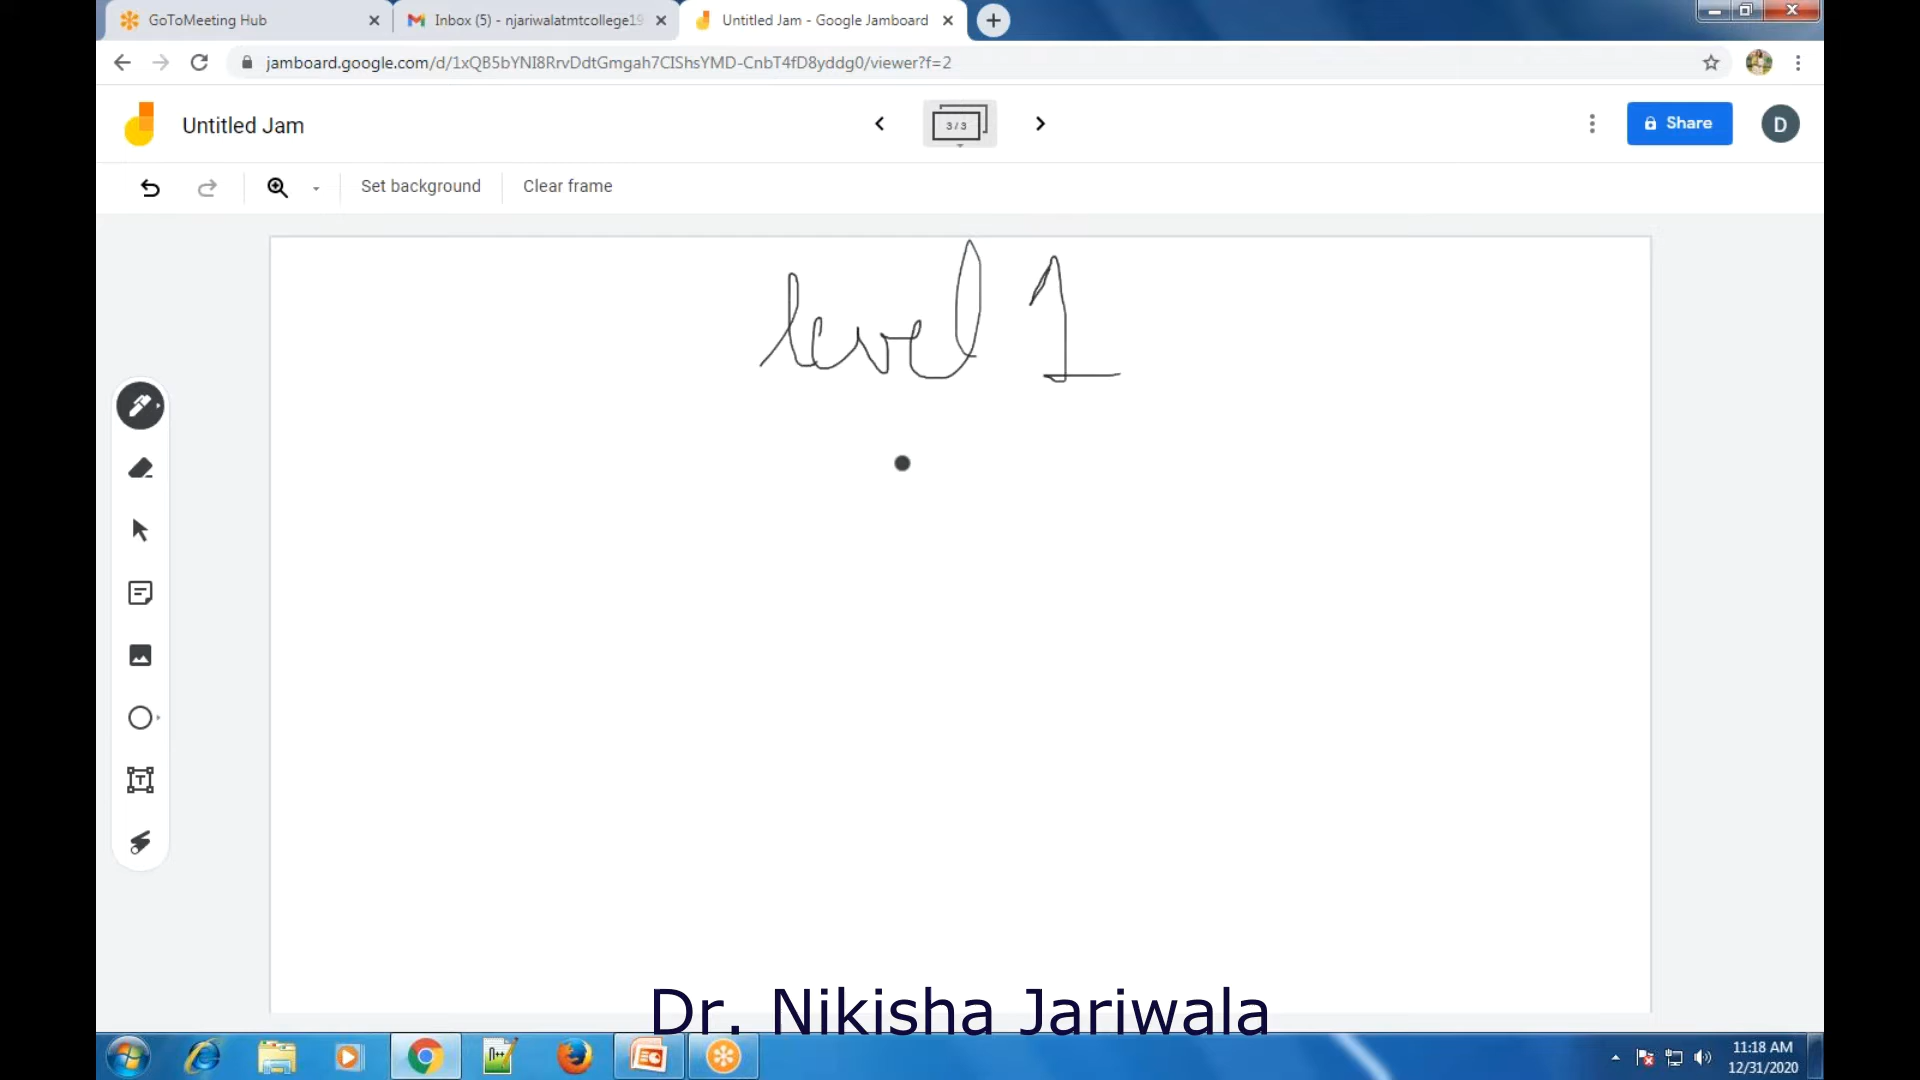 GoToMeeting Hub
Inbox (5) - njariwalatmtcollege19
Untitled Jam - Google Jamboard
jamboard.google.com/d/1xQB5bYNI8RrvDdtGmgah7CIShsYMD-CnbT4fD8yddg0/viewer?f=2
Untitled Jam
3 / 3
Share
D
Set background
Clear frame
level 1
Dr. Nikisha Jariwala
11:18 AM
12/31/2020